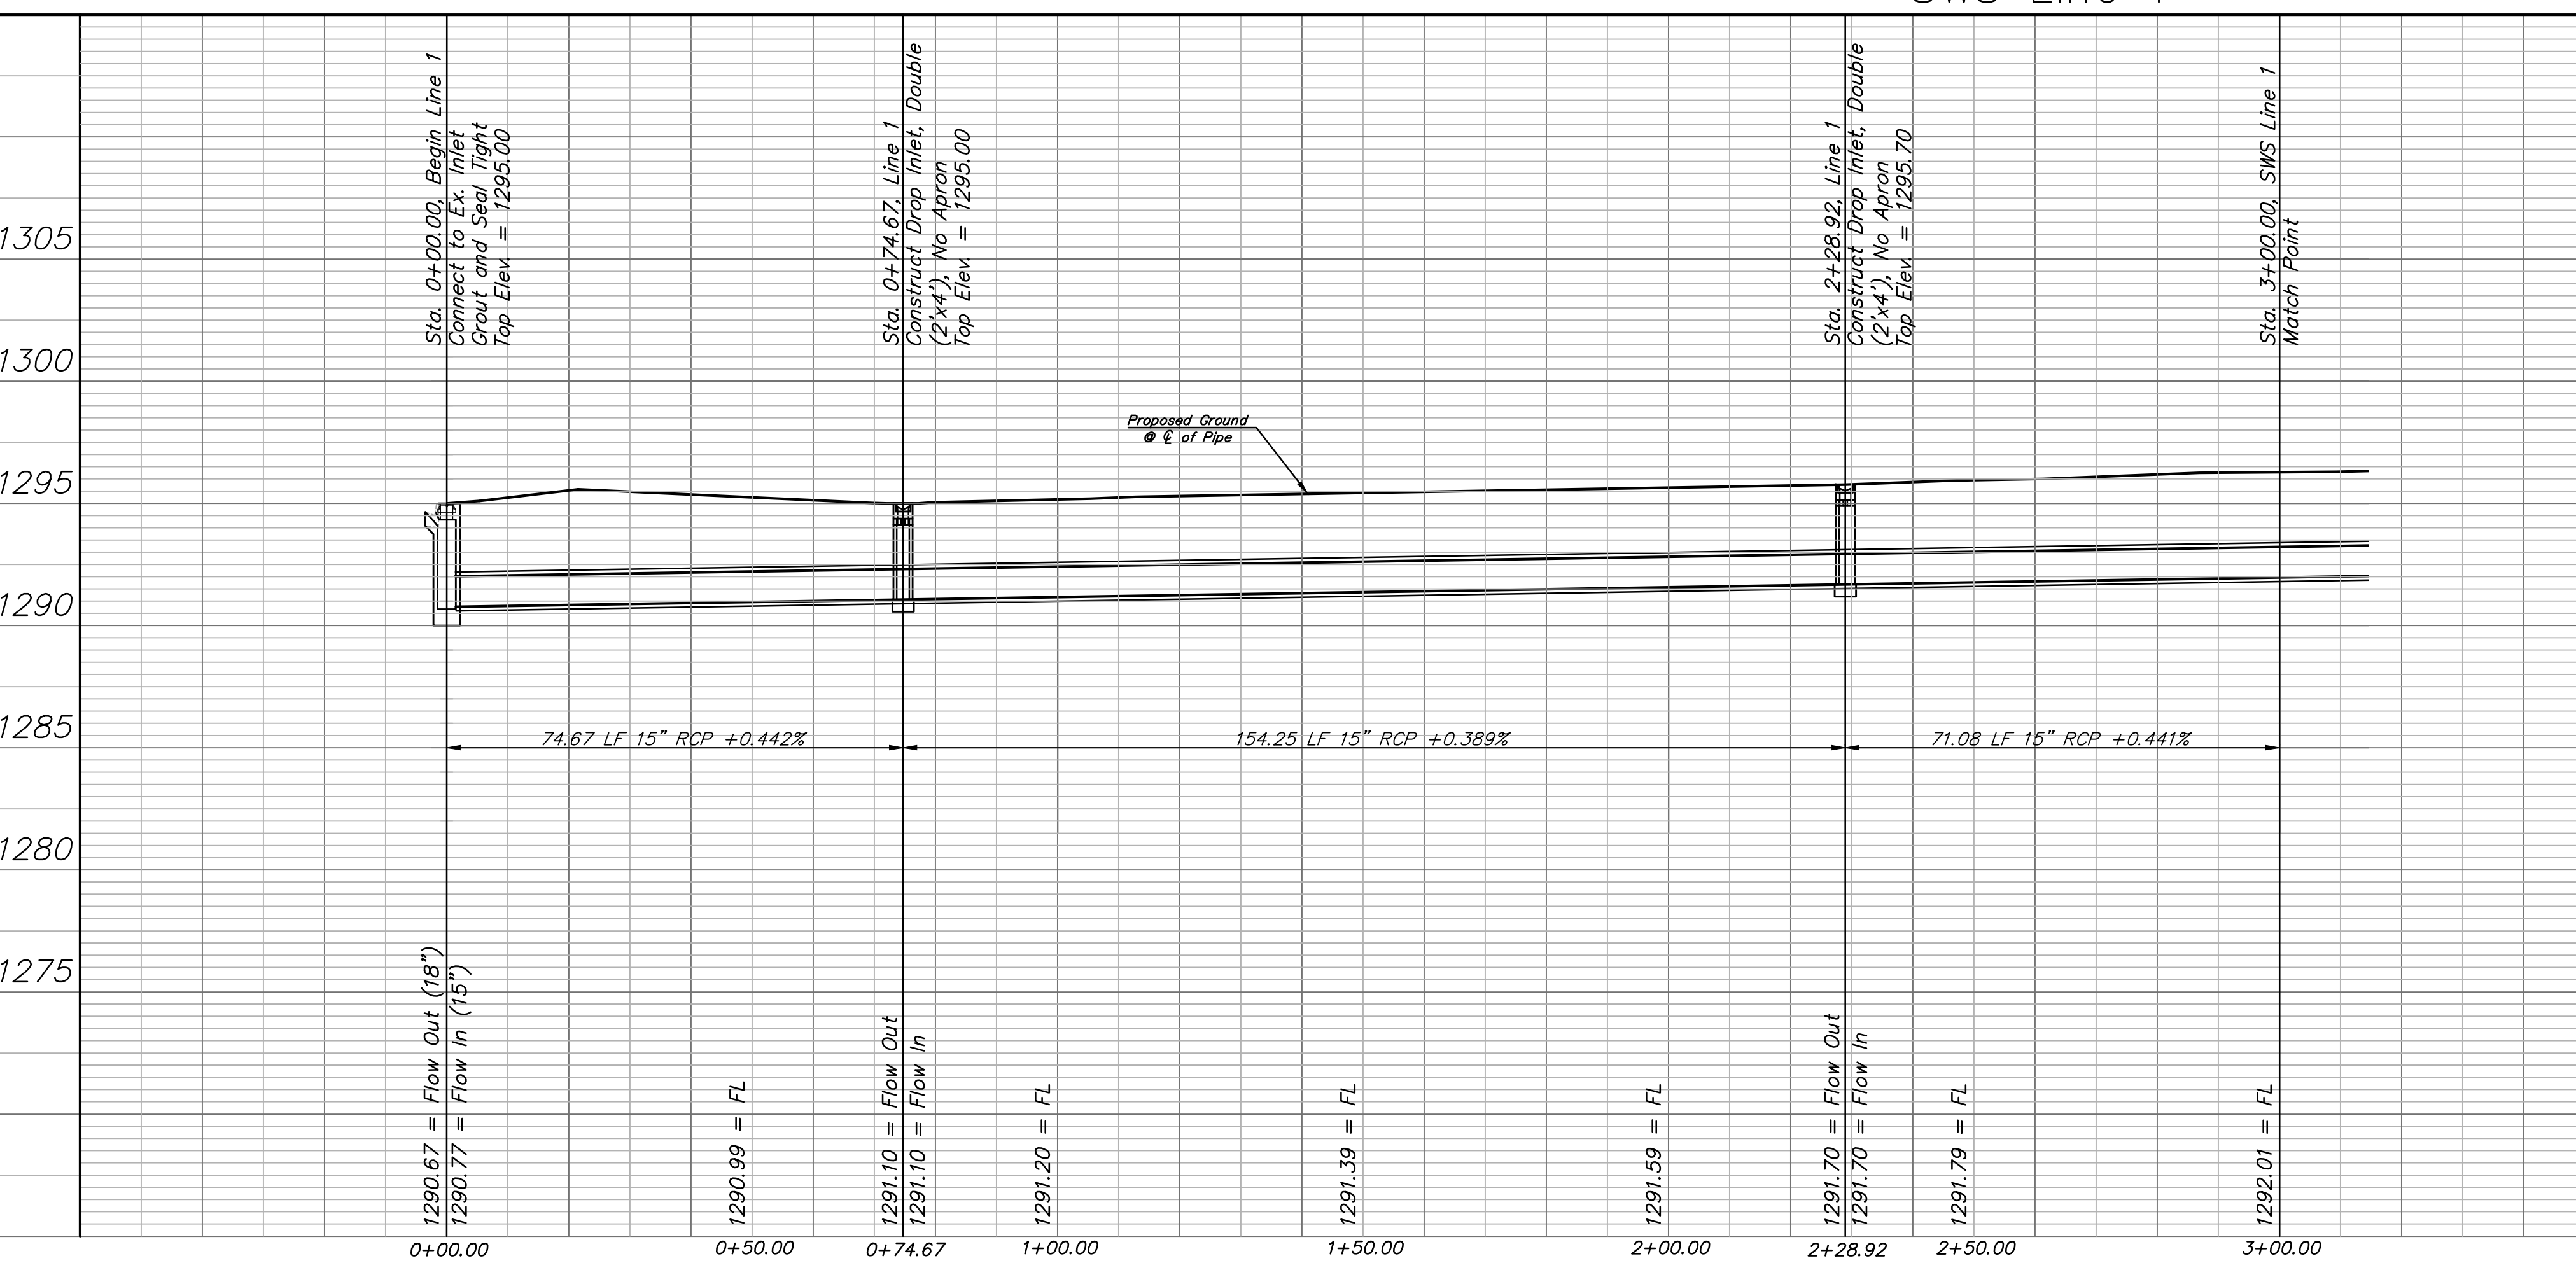 Sta. 0+00.00, Begin Line 1
Connect to Ex. Inlet
Grout and Seal Tight
Top Elev. = 1295.00
Sta. 0+74.67, Line 1
Construct Drop Inlet, Double
(2'x4'), No Apron
Top Elev. = 1295.00
Sta. 2+28.92, Line 1
Construct Drop Inlet, Double
(2'x4'), No Apron
Top Elev. = 1295.70
Sta. 3+00.00, SWS Line 1
Match Point
1305
1300
1295
1290
1285
1280
1275
Proposed Ground
@ ℄ of Pipe
74.67 LF 15" RCP +0.442%
154.25 LF 15" RCP +0.389%
71.08 LF 15" RCP +0.441%
1290.67 = Flow Out (18")
1290.77 = Flow In (15")
1290.99 = FL
1291.10 = Flow Out
1291.10 = Flow In
1291.20 = FL
1291.39 = FL
1291.59 = FL
1291.70 = Flow Out
1291.70 = Flow In
1291.79 = FL
1292.01 = FL
0+00.00
0+50.00
0+74.67
1+00.00
1+50.00
2+00.00
2+28.92
2+50.00
3+00.00